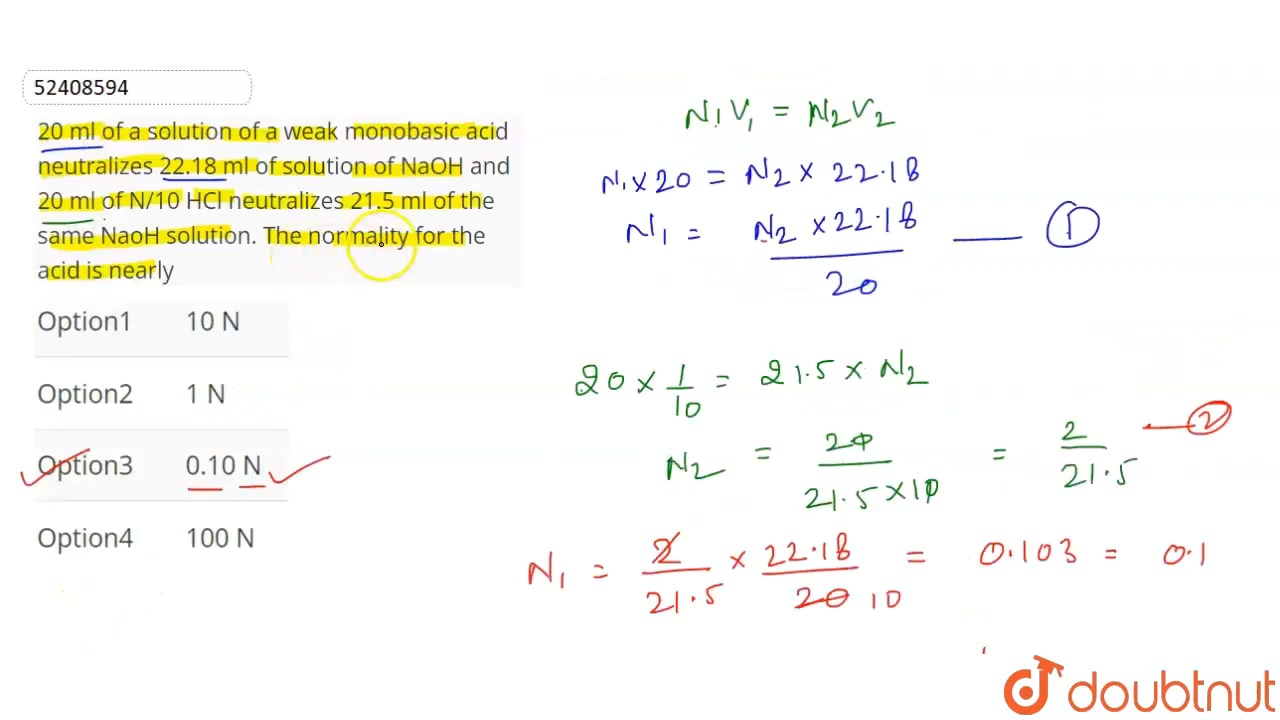 52408594
20 ml of a solution of a weak monobasic acid
neutralizes 22.18 ml of solution of NaOH and
20 ml of N/10 HCl neutralizes 21.5 ml of the
same NaoH solution. The normality for the
acid is nearly
Option1 10 N
Option2 1 N
Option3 0.10 N
Option4 100 N
N1V1 = N2V2
N1 × 20 = N2 × 22.18
N1 = N2 × 22.18 / 20 — 1
20 × 1/10 = 21.5 × N2
N2 = 20 / 21.5 × 10 = 2 / 21.5 — 2
N1 = 2 / 21.5 × 22.18 / 20 10 = 0.103 = 0.1
doubtnut